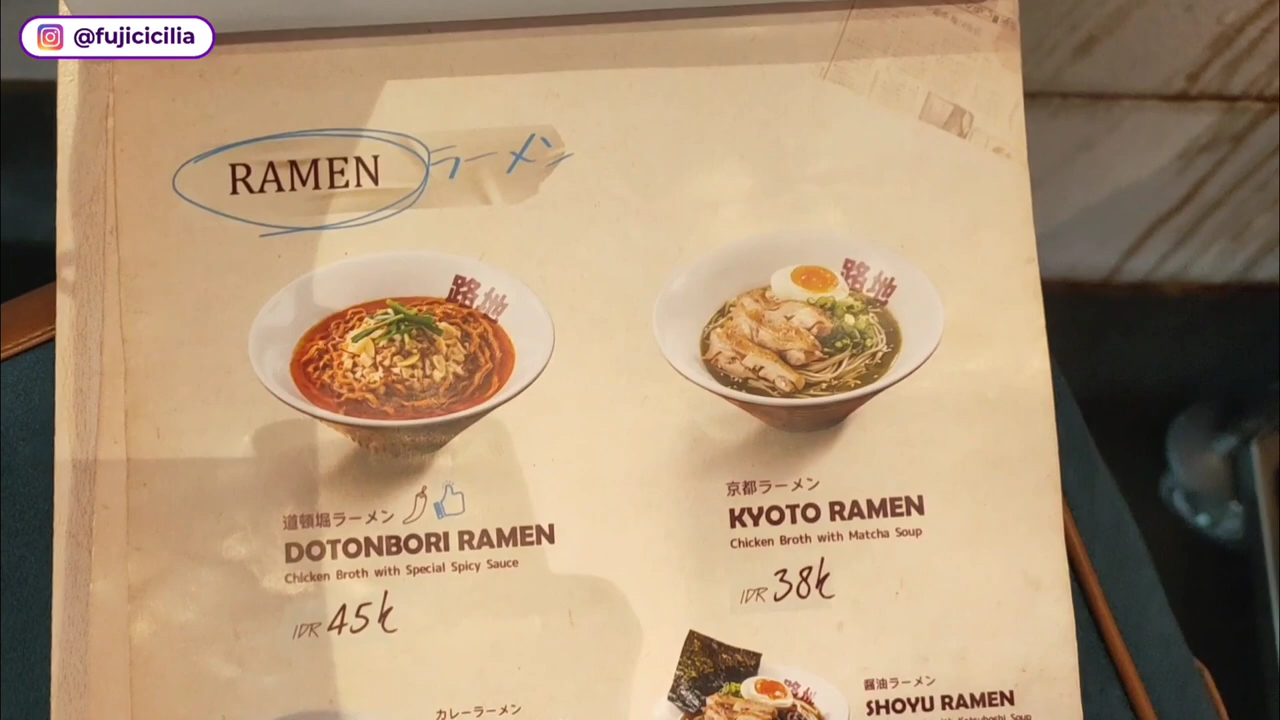 @fujicicilia
RAMEN ラーメン
路地
路地
道頓堀ラーメン
DOTONBORI RAMEN
Chicken Broth with Special Spicy Sauce
IDR 45k
京都ラーメン
KYOTO RAMEN
Chicken Broth with Matcha Soup
IDR 38k
カレーラーメン
路地
醤油ラーメン
SHOYU RAMEN